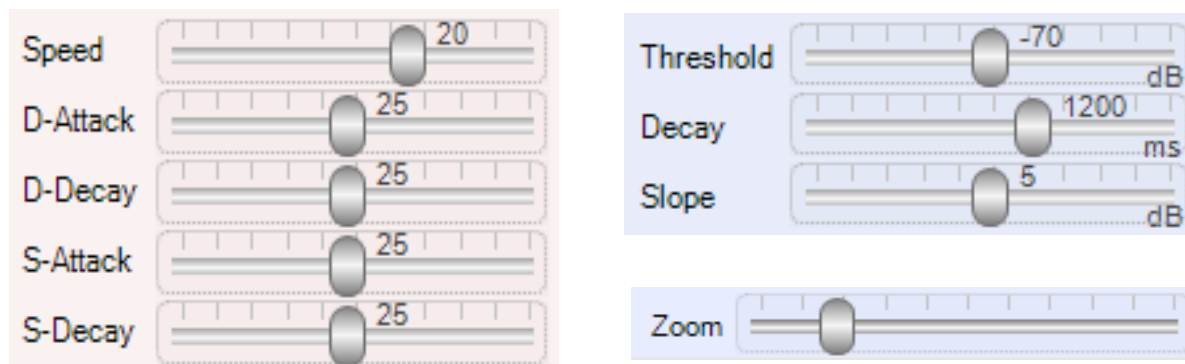 Speed 20
D-Attack 25
D-Decay 25
S-Attack 25
S-Decay 25
Threshold -70 dB
Decay 1200 ms
Slope 5 dB
Zoom